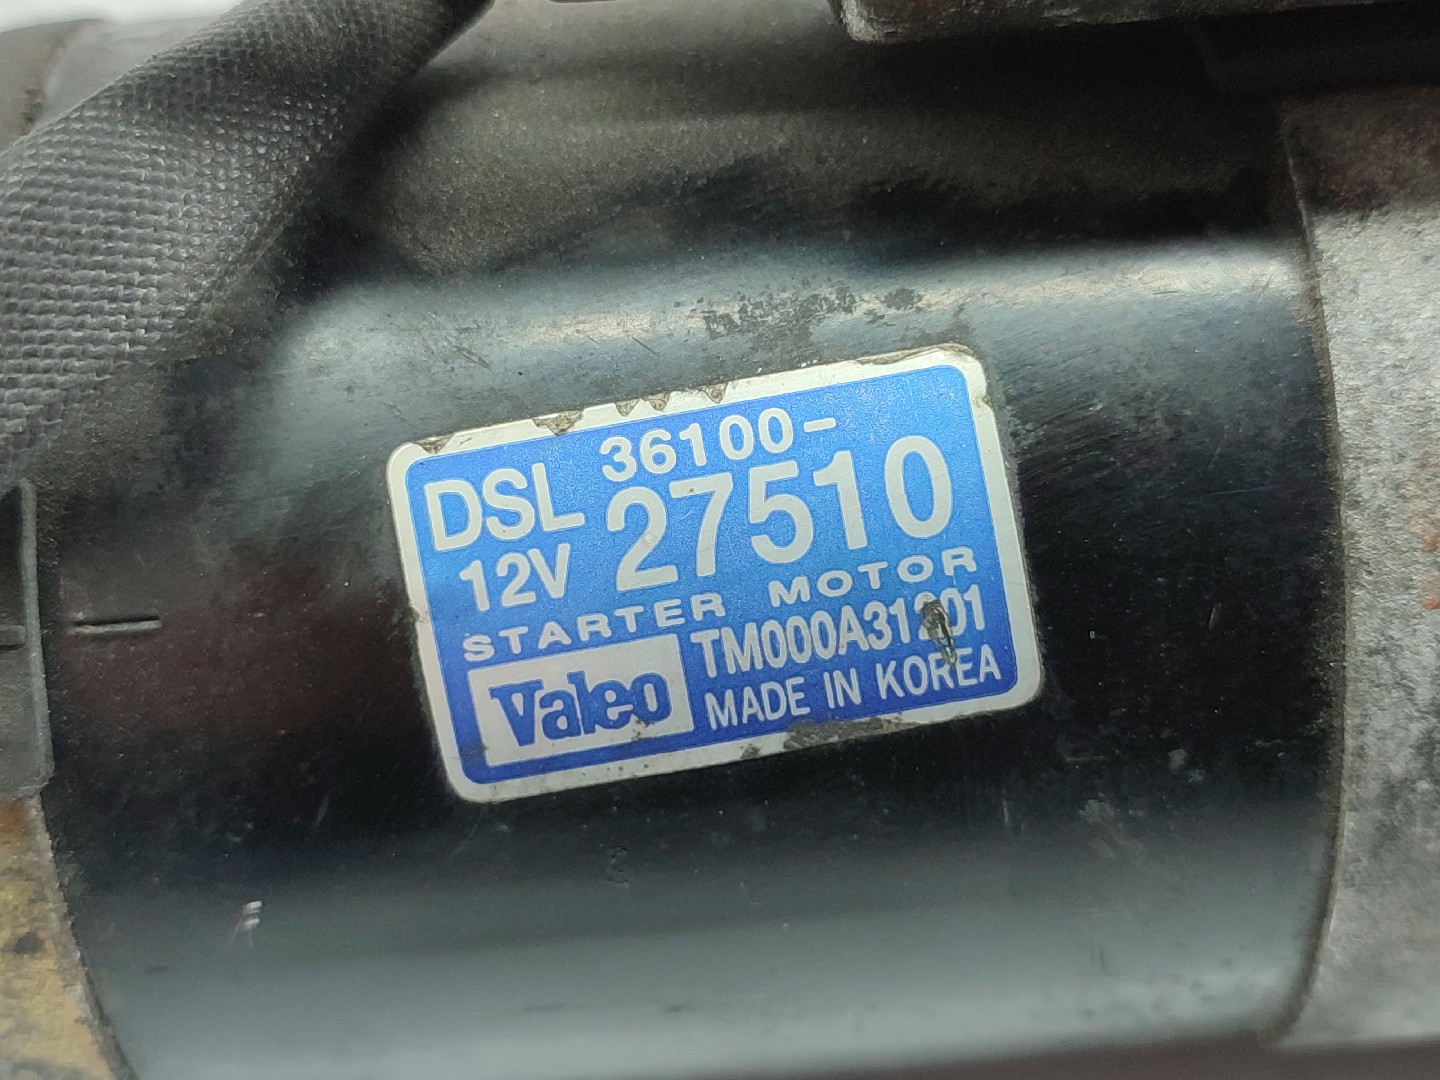 DSL 36100-
12V 27510
STARTER MOTOR
Valeo TM000A31201
MADE IN KOREA